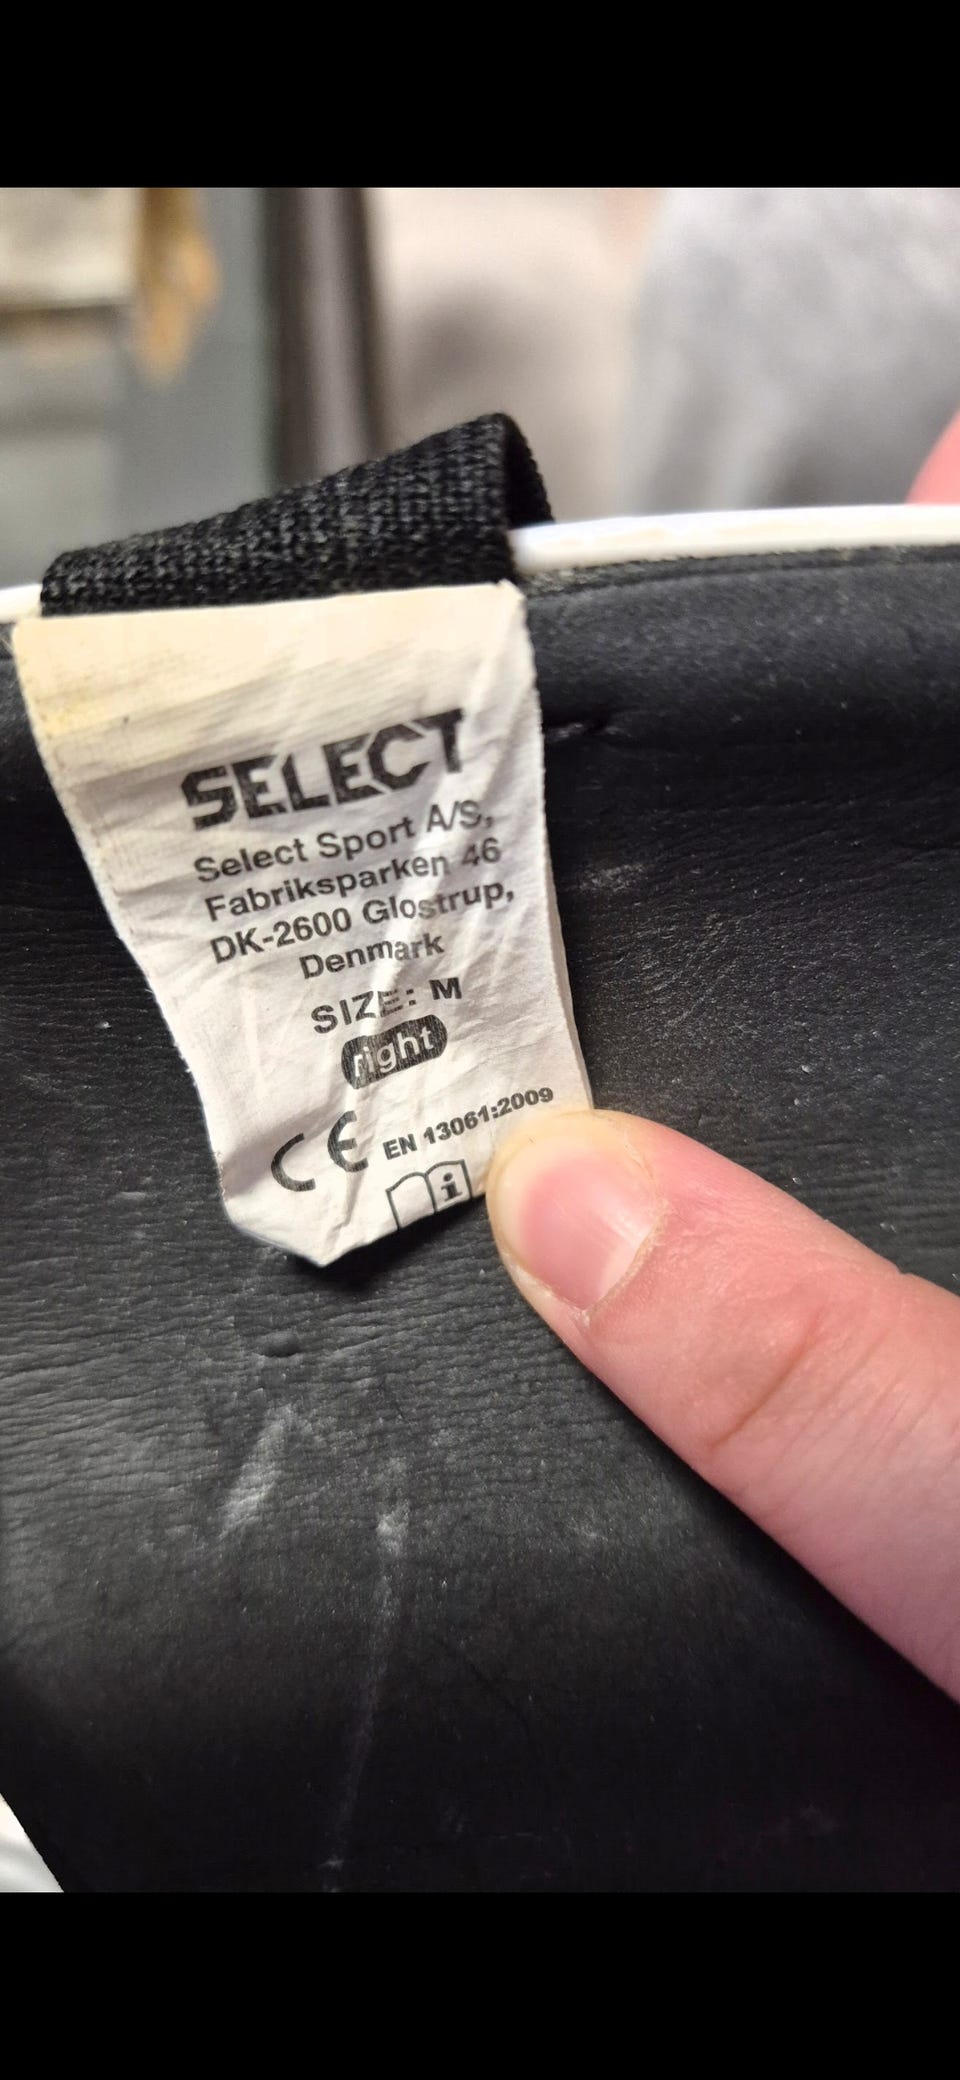 SELECT
Select Sport A/S,
Fabriksparken 46
DK-2600 Glostrup,
Denmark
SIZE: M
right
CE EN 13061:2009
i